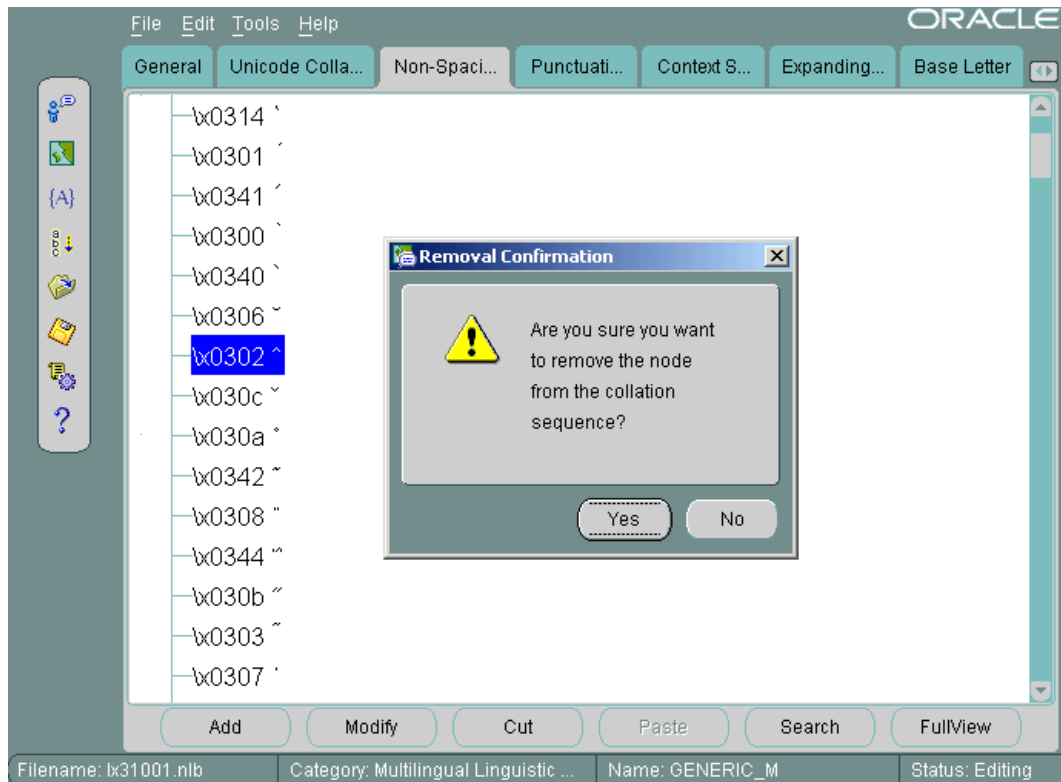 File Edit Tools Help
ORACLE
General Unicode Colla... Non-Spaci... Punctuati... Context S... Expanding... Base Letter
{A}
a
b
c
?
\x0314 ̔
\x0301 ́
\x0341 ́
\x0300 ̀
\x0340 ̀
\x0306 ̆
\x0302 ^
\x030c ̌
\x030a ̊
\x0342 ͂
\x0308 ̈
\x0344 ̈́
\x030b ̋
\x0303 ̃
\x0307 ̇
Removal Confirmation
Are you sure you want
to remove the node
from the collation
sequence?
Yes No
Add Modify Cut Paste Search FullView
Filename: lx31001.nlb Category: Multilingual Linguistic ... Name: GENERIC_M Status: Editing